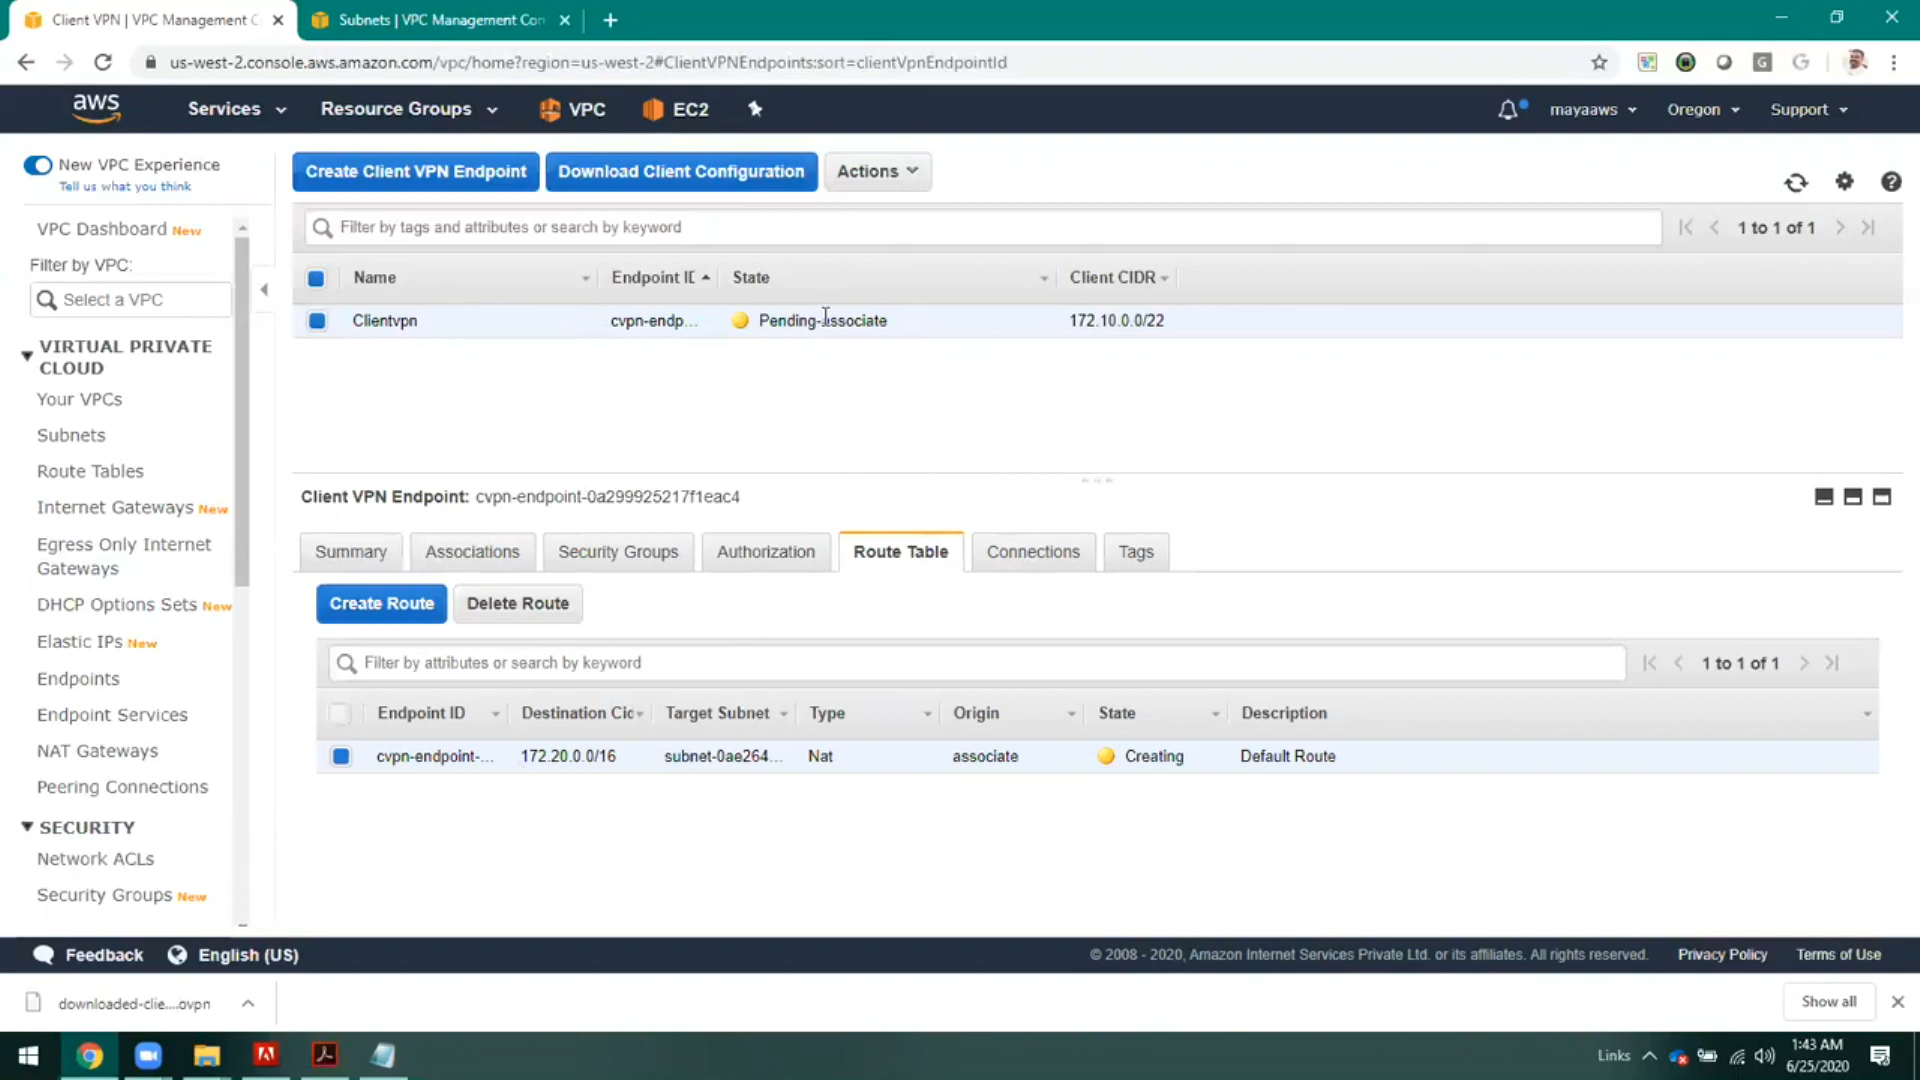 Client VPN | VPC Management C
Subnets | VPC Management Con
us-west-2.console.aws.amazon.com/vpc/home?region=us-west-2#ClientVPNEndpoints:sort=clientVpnEndpointId
aws
Services
Resource Groups
VPC
EC2
mayaaws
Oregon
Support
New VPC Experience
Tell us what you think
VPC Dashboard New
Filter by VPC:
Select a VPC
VIRTUAL PRIVATE
CLOUD
Your VPCs
Subnets
Route Tables
Internet Gateways New
Egress Only Internet
Gateways
DHCP Options Sets New
Elastic IPs New
Endpoints
Endpoint Services
NAT Gateways
Peering Connections
SECURITY
Network ACLs
Security Groups New
Create Client VPN Endpoint
Download Client Configuration
Actions
Filter by tags and attributes or search by keyword
1 to 1 of 1
Name
Endpoint ID
State
Client CIDR
Clientvpn
cvpn-endp...
Pending-associate
172.10.0.0/22
Client VPN Endpoint: cvpn-endpoint-0a299925217f1eac4
Summary
Associations
Security Groups
Authorization
Route Table
Connections
Tags
Create Route
Delete Route
Filter by attributes or search by keyword
1 to 1 of 1
Endpoint ID
Destination Cic
Target Subnet
Type
Origin
State
Description
cvpn-endpoint-...
172.20.0.0/16
subnet-0ae264...
Nat
associate
Creating
Default Route
Feedback
English (US)
© 2008 - 2020, Amazon Internet Services Private Ltd. or its affiliates. All rights reserved.
Privacy Policy
Terms of Use
downloaded-clie....ovpn
Show all
Links
1:43 AM
6/25/2020